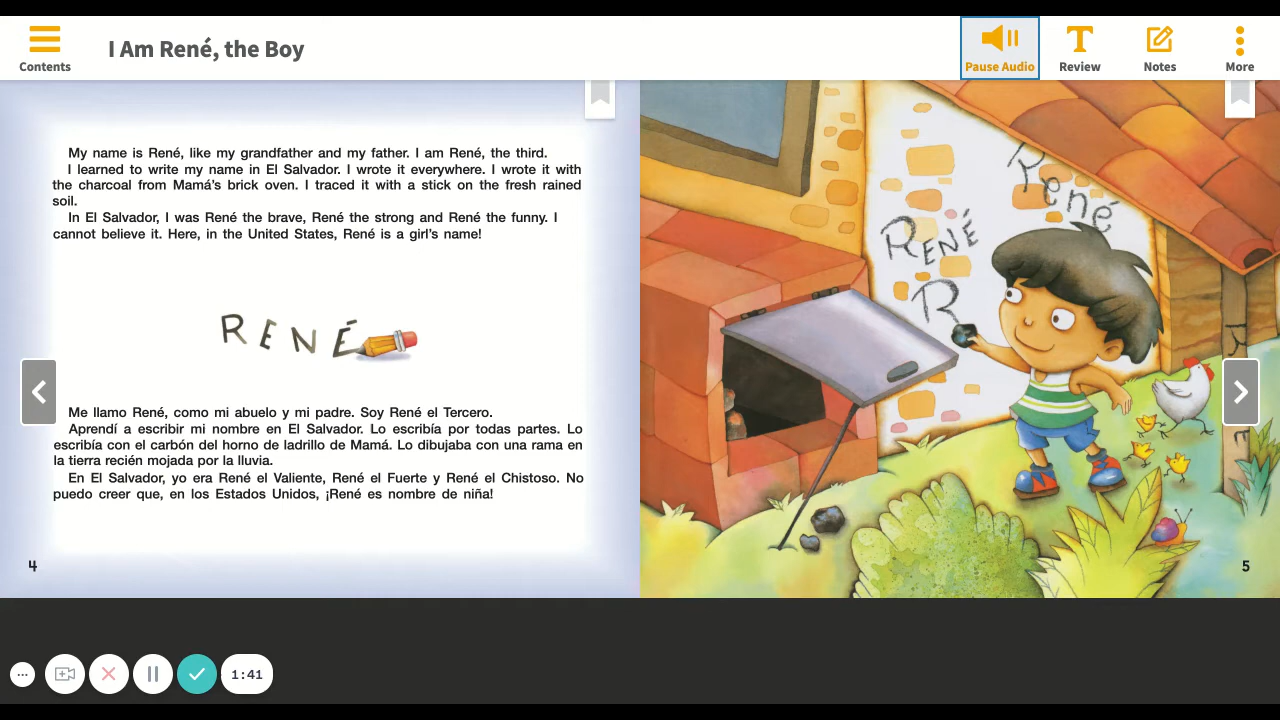 Contents
I Am René, the Boy
Pause Audio
Review
Notes
More
My name is René, like my grandfather and my father. I am René, the third.
I learned to write my name in El Salvador. I wrote it everywhere. I wrote it with
the charcoal from Mamá's brick oven. I traced it with a stick on the fresh rained
soil.
In El Salvador, I was René the brave, René the strong and René the funny. I
cannot believe it. Here, in the United States, René is a girl's name!
RENÉ
Me llamo René, como mi abuelo y mi padre. Soy René el Tercero.
Aprendí a escribir mi nombre en El Salvador. Lo escribía por todas partes. Lo
escribía con el carbón del horno de ladrillo de Mamá. Lo dibujaba con una rama en
la tierra recién mojada por la lluvia.
En El Salvador, yo era René el Valiente, René el Fuerte y René el Chistoso. No
puedo creer que, en los Estados Unidos, ¡René es nombre de niña!
4
René
RENÉ
R
5
1:41